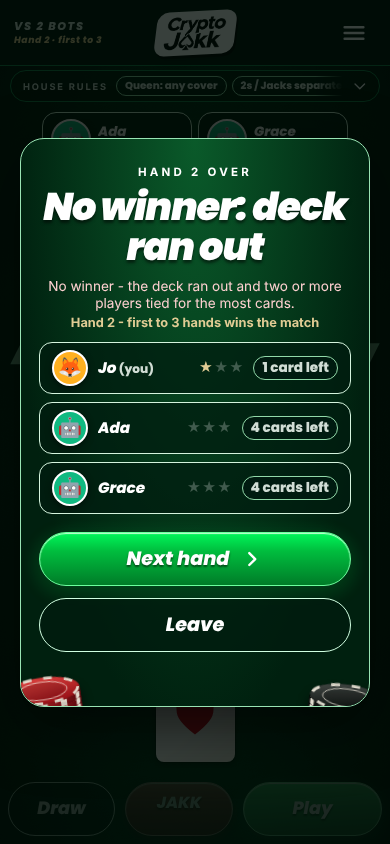 VS 2 BOTS
Hand 2 · first to 3
Crypto
Jokk
HOUSE RULES
Queen: any cover
2s / Jacks separate
Ada
Grace
HAND 2 OVER
No winner: deck
ran out
No winner - the deck ran out and two or more
players tied for the most cards.
Hand 2 - first to 3 hands wins the match
Jo (you)
1 card left
Ada
4 cards left
Grace
4 cards left
Next hand
Leave
Draw
JAKK
Play